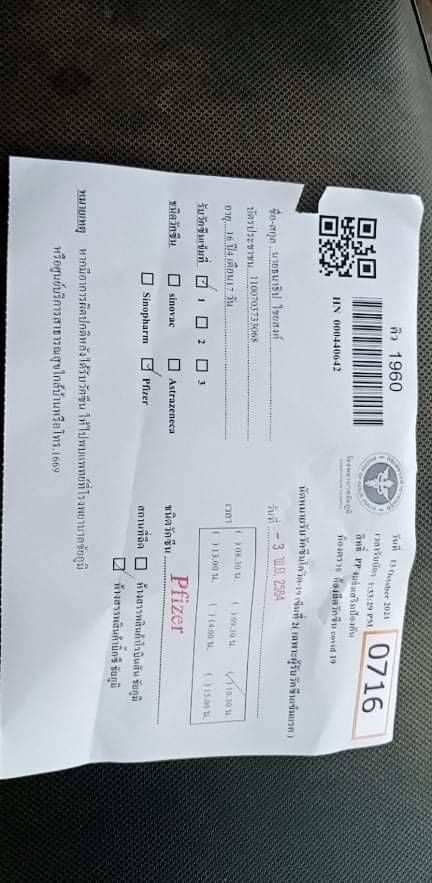 คิว 1960
HN 000440642
โรงพยาบาลชัยภูมิ
วันที่ 13 October 2021
เวลารับบัตร 1:33:29 PM
สิทธิ์ PP งบส่งเสริมป้องกัน
ห้องตรวจ ห้องฉีดวัคซีน covid 19
0716
ชื่อ-สกุล นายธนาธิป ไชยสงค์
บัตรประชาชน 1100703733068
อายุ 16 ปี4 เดือน17 วัน
รับวัคซีนเข็มที่ 1 2 3
ชนิดวัคซีน sinovac Astrazeneca
Sinopharm Pfizer
นัดหมายรับวัคซีนโควิด-19 เข็มที่ 2( เฉพาะผู้รับวัคซีนเข็มแรก )
วันที่ - 3 พ.ย. 2564
เวลา ( ) 08.30 น. ( ) 09.30 น. ( ) 10.30 น.
( ) 13.00 น. ( ) 14.00 น. ( ) 15.00 น.
ชนิดวัคซีน Pfizer
สถานที่ฉีด ห้างสรรพสินค้าโรบินสัน ชัยภูมิ
ห้างสรรพสินค้าบิ๊กซี ชัยภูมิ
หมายเหตุ หากมีอาการผิดปกติหลังได้รับวัคซีน ให้ไปพบแพทย์ที่โรงพยาบาลชัยภูมิ
หรือศูนย์บริการสาธารณสุขใกล้บ้านหรือโทร.1669